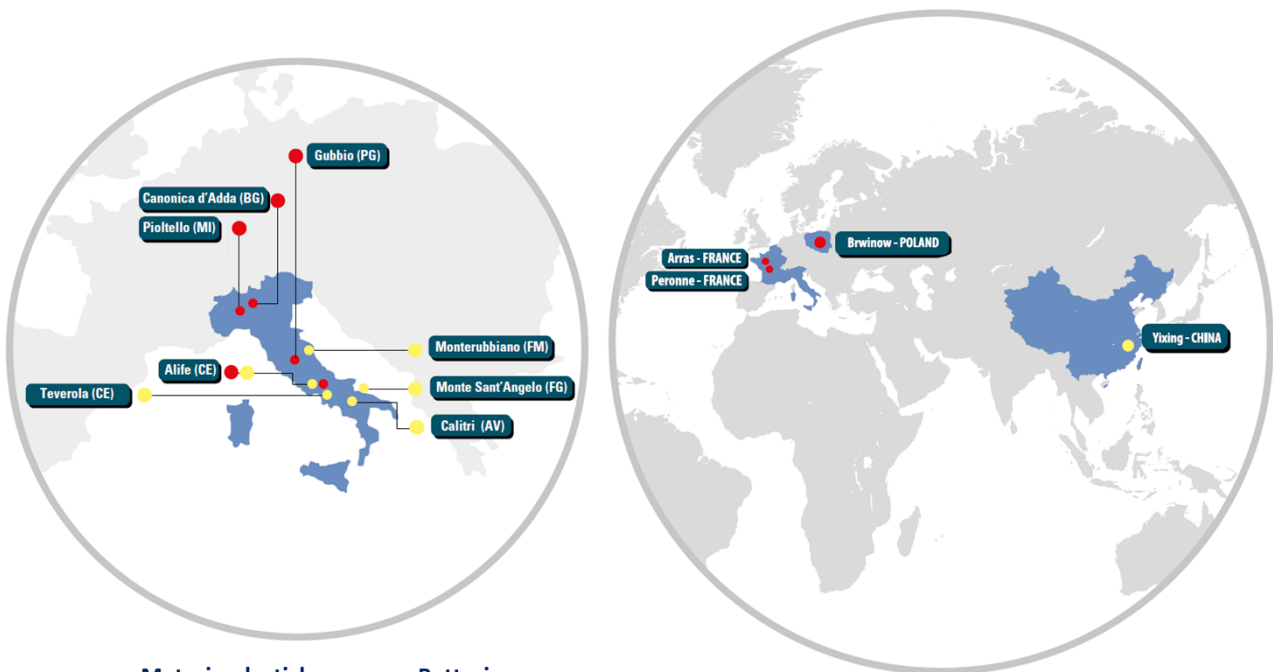 Gubbio (PG)
Canonica d'Adda (BG)
Pioltello (MI)
Monterubbiano (FM)
Alife (CE)
Monte Sant'Angelo (FG)
Teverola (CE)
Calitri (AV)
Brwinow - POLAND
Arras - FRANCE
Peronne - FRANCE
Yixing - CHINA